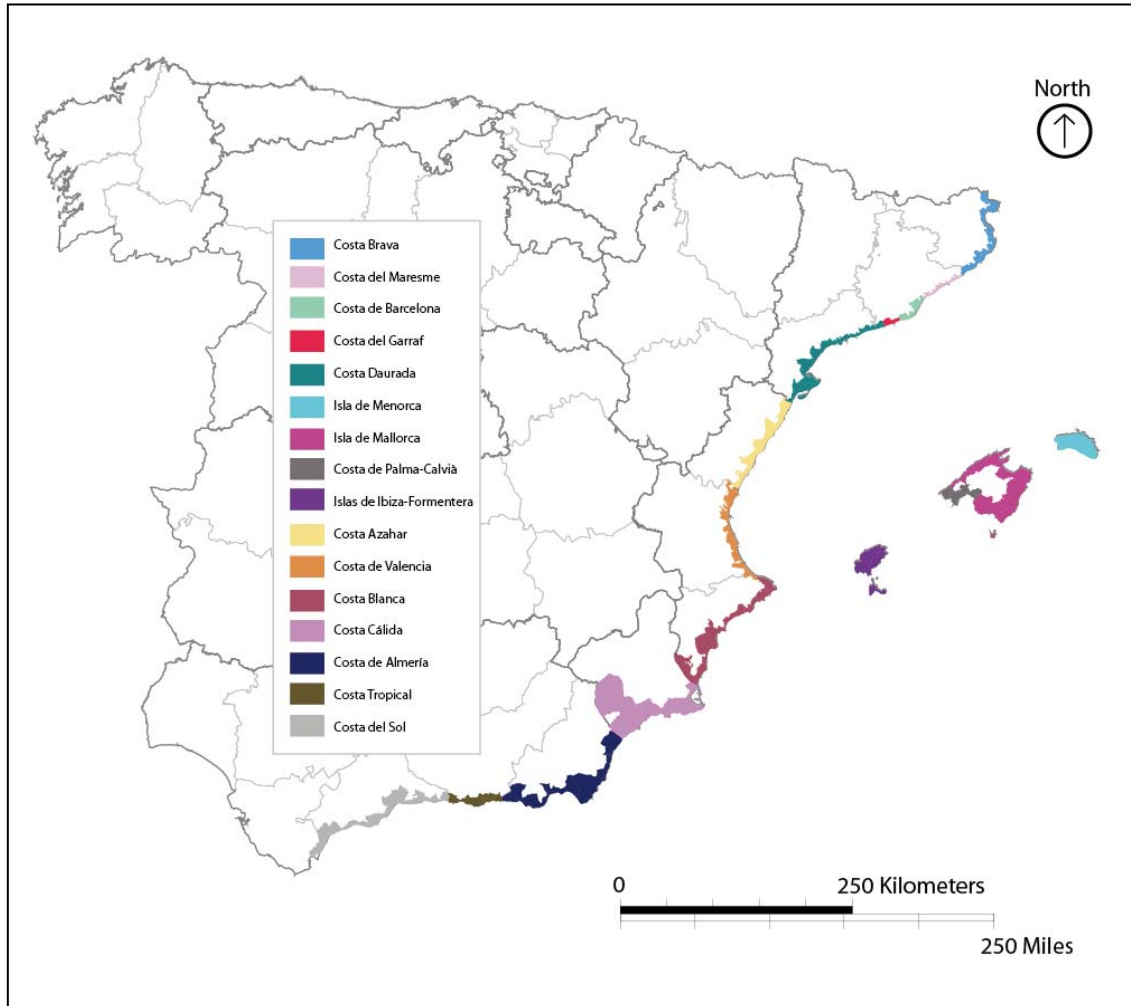 North
Costa Brava
Costa del Maresme
Costa de Barcelona
Costa del Garraf
Costa Daurada
Isla de Menorca
Isla de Mallorca
Costa de Palma-Calvià
Islas de Ibiza-Formentera
Costa Azahar
Costa de Valencia
Costa Blanca
Costa Cálida
Costa de Almería
Costa Tropical
Costa del Sol
0 250 Kilometers
250 Miles